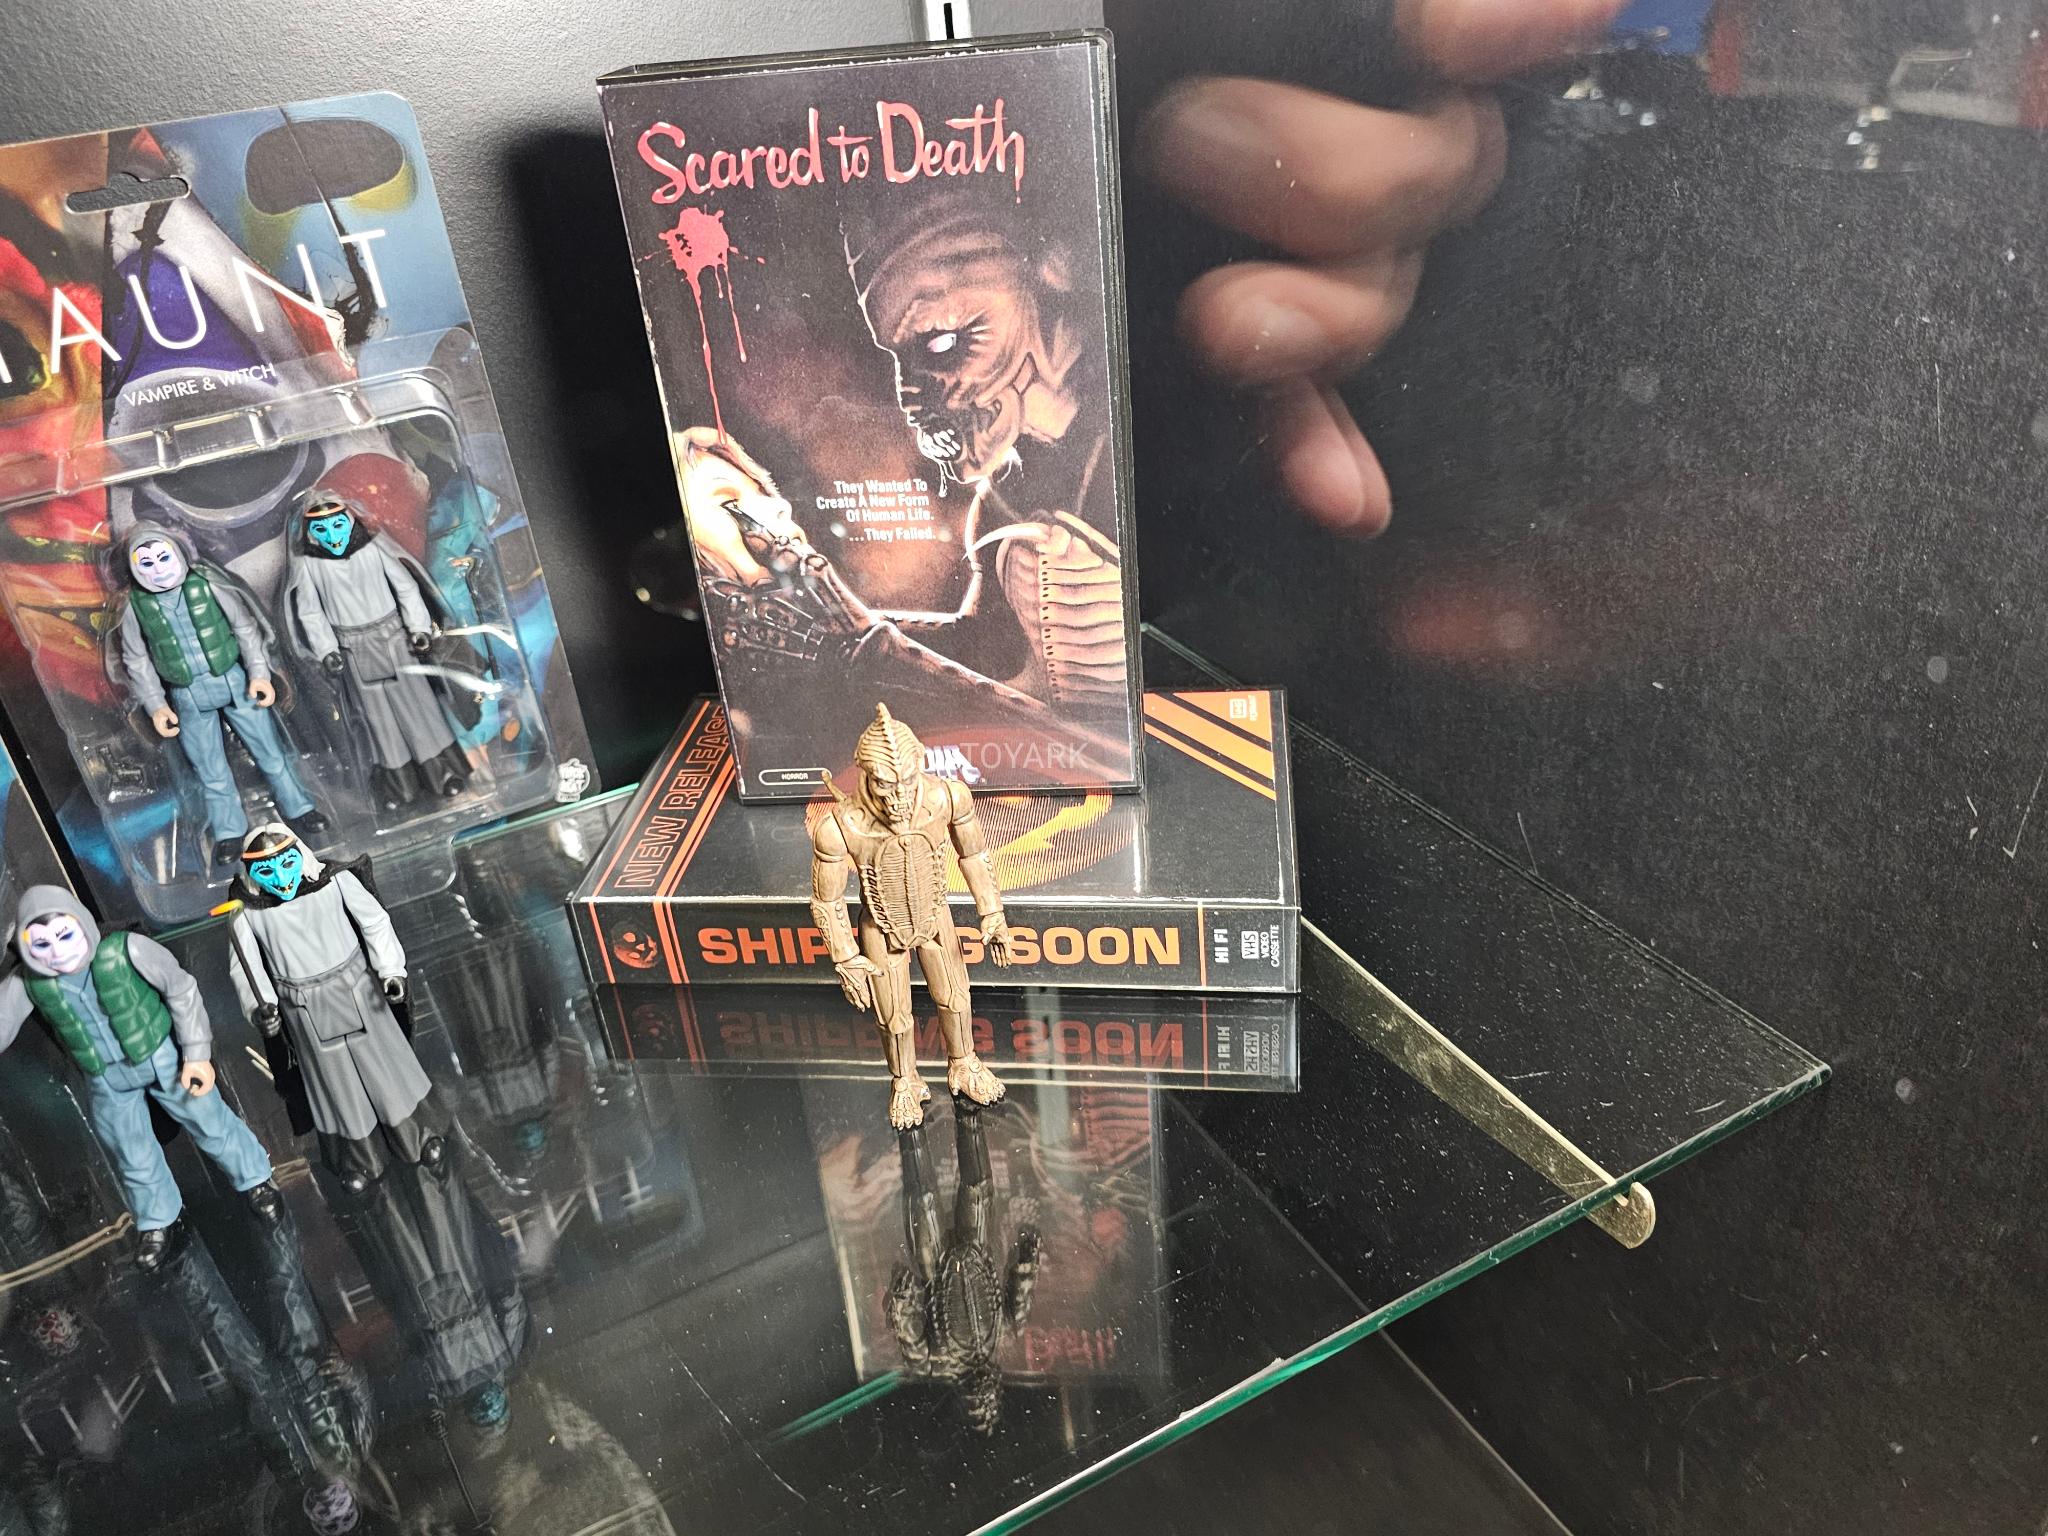 Scared to Death
AUNT
VAMPIRE & WITCH
They Wanted To
Create A New Form
Of Human Life.
...They Failed.
TOYARK
HORROR
NEW RELEASE
SHIPPING SOON
HI FI
VHS
VIDEO
CASSETTE